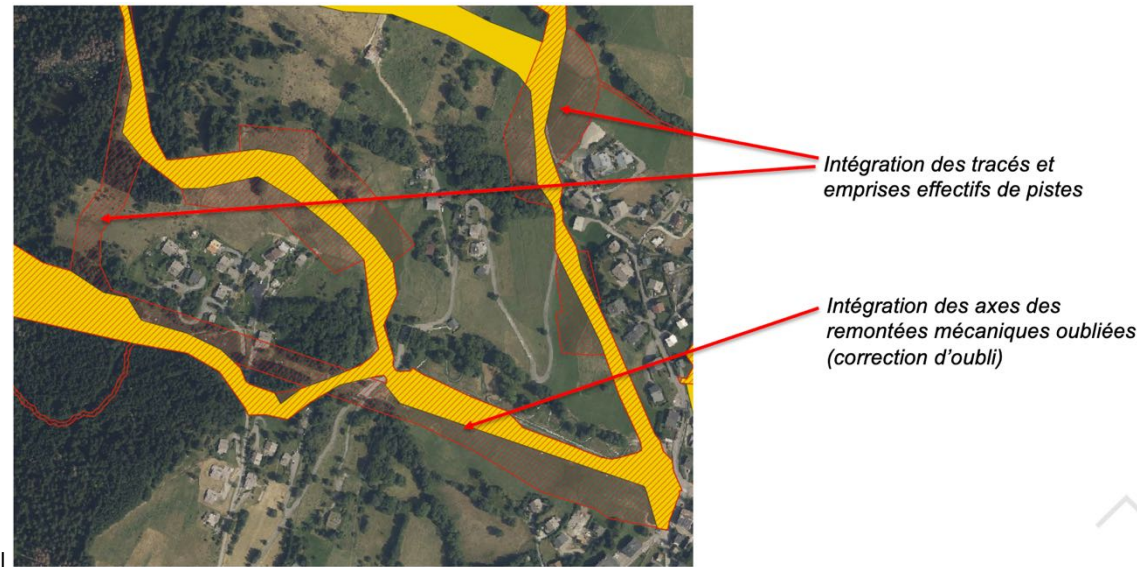 Intégration des tracés et
emprises effectifs de pistes
Intégration des axes des
remontées mécaniques oubliées
(correction d'oubli)
l